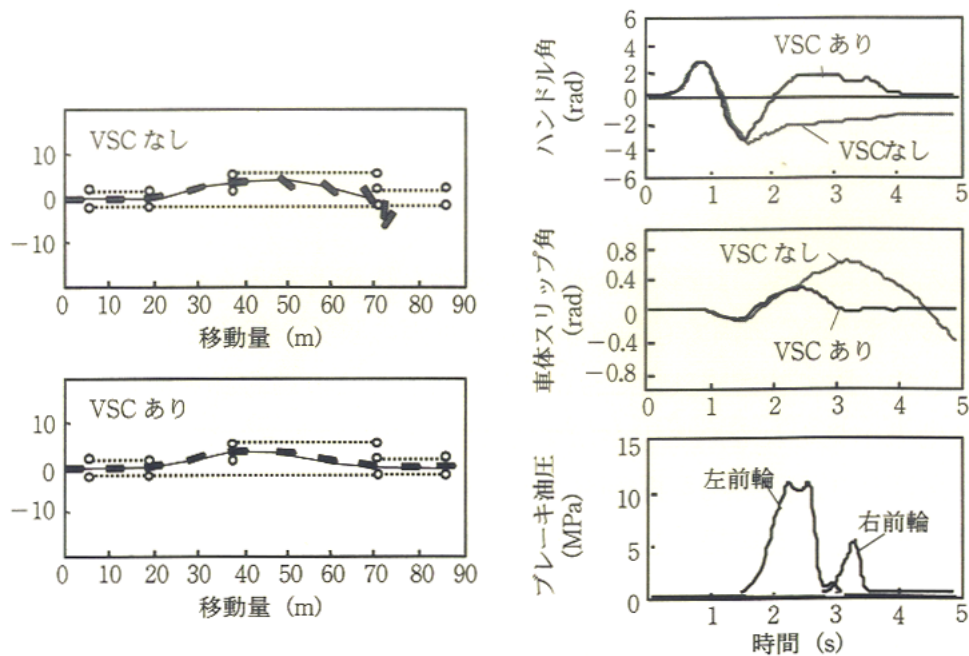 VSC なし
10
0
−10
0 10 20 30 40 50 60 70 80 90
移動量 (m)
VSC あり
10
0
−10
0 10 20 30 40 50 60 70 80 90
移動量 (m)
ハンドル角
(rad)
6
4
2
0
−2
−4
−6
VSC あり
VSCなし
0 1 2 3 4 5
車体スリップ角
(rad)
0.8
0.4
0
−0.4
−0.8
VSC なし
VSC あり
0 1 2 3 4 5
ブレーキ油圧
(MPa)
15
10
5
0
左前輪
右前輪
1 2 3 4 5
時間 (s)